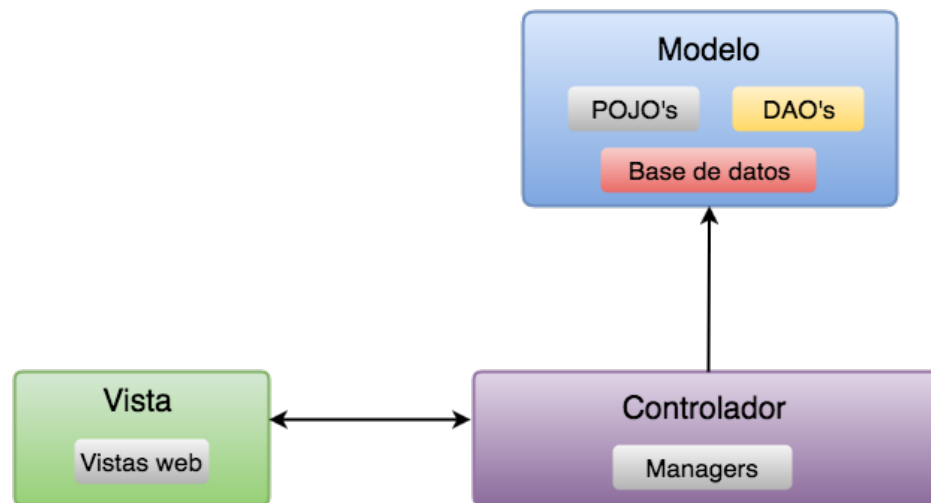 Modelo
POJO's
DAO's
Base de datos
Vista
Vistas web
Controlador
Managers